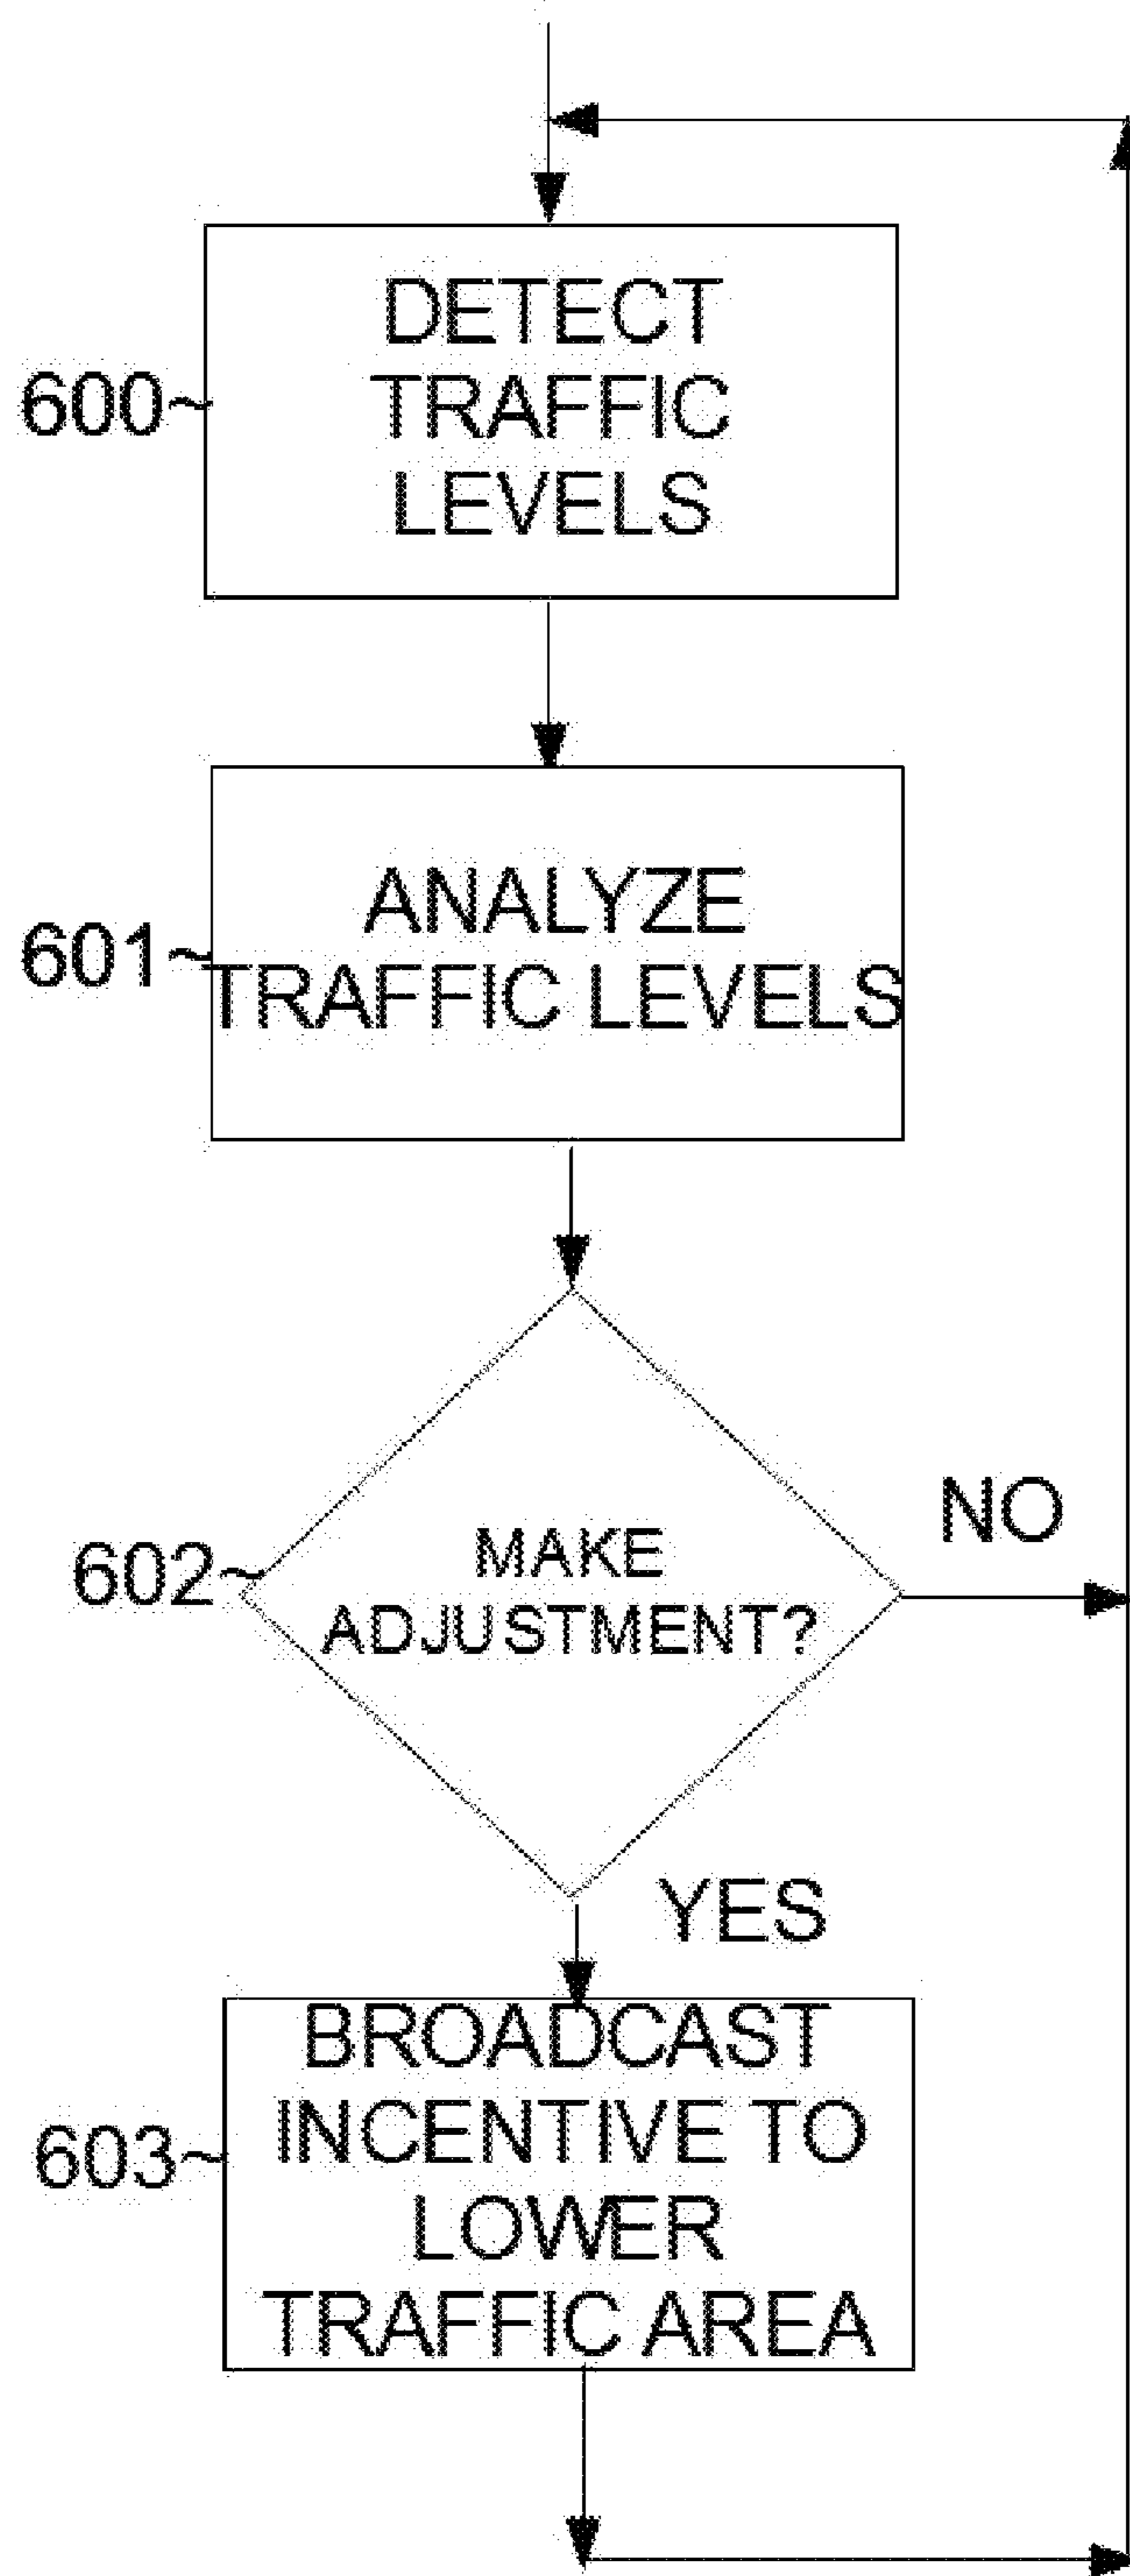 DETECT
TRAFFIC
LEVELS
600~
ANALYZE
TRAFFIC LEVELS
601~
MAKE
ADJUSTMENT?
602~
NO
YES
BROADCAST
INCENTIVE TO
LOWER
TRAFFIC AREA
603~